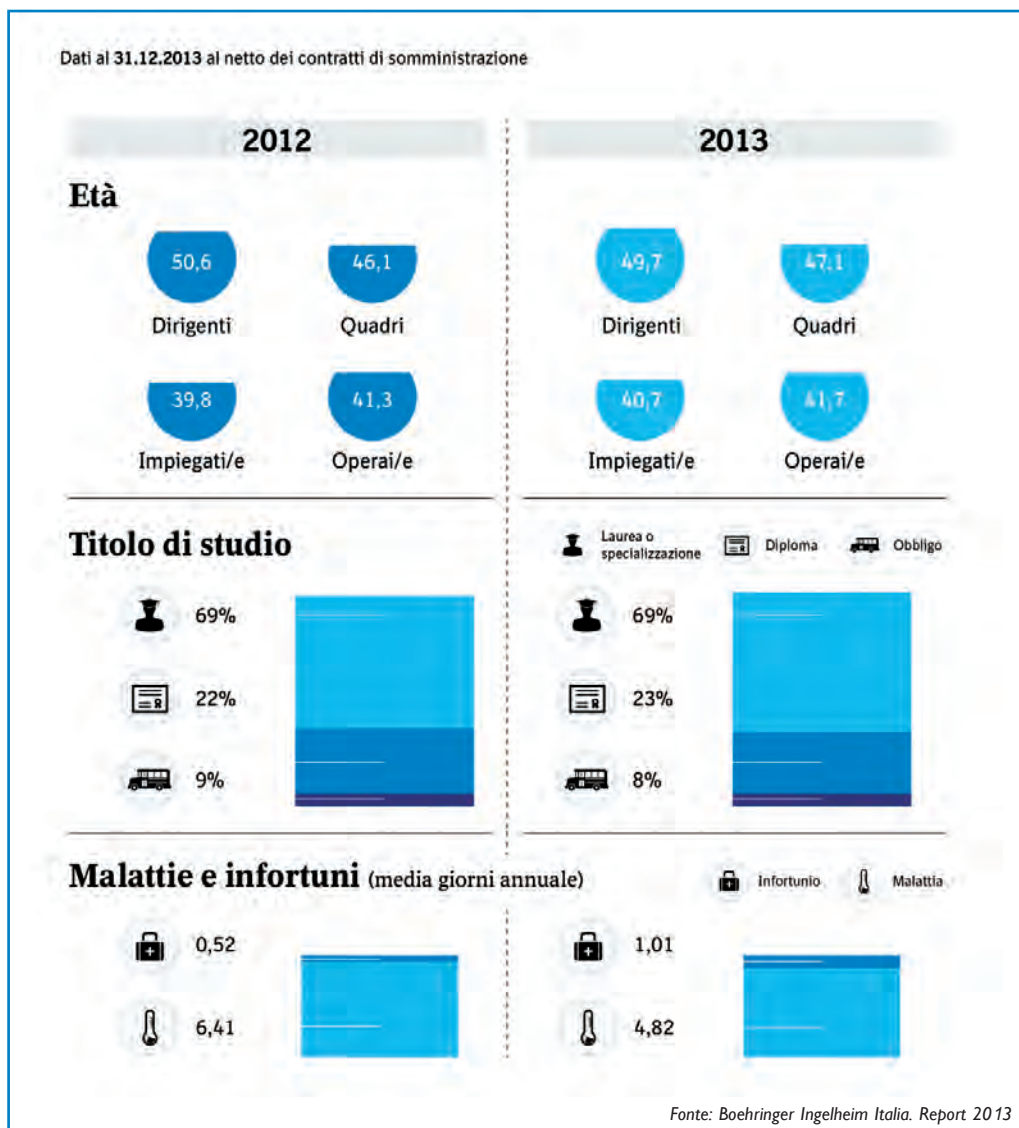 Dati al 31.12.2013 al netto dei contratti di somministrazione
2012
2013
Età
50,6
46,1
Dirigenti
Quadri
39,8
41,3
Impiegati/e
Operai/e
49,7
47,1
Dirigenti
Quadri
40,7
41,7
Impiegati/e
Operai/e
Titolo di studio
Laurea o
specializzazione
Diploma
Obbligo
69%
22%
9%
69%
23%
8%
Malattie e infortuni (media giorni annuale)
Infortunio
Malattia
0,52
6,41
1,01
4,82
Fonte: Boehringer Ingelheim Italia. Report 2013